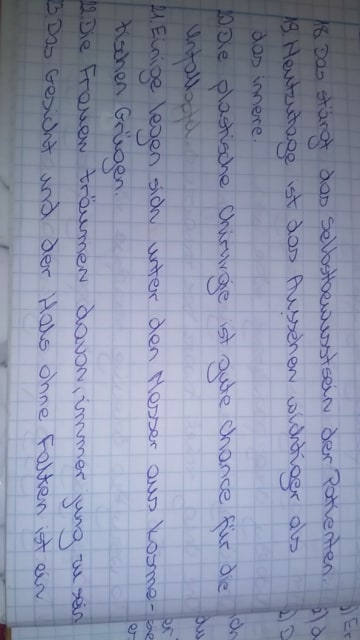 18. Das stärgt das selbstbewusstsein der Patienten.
19. Neutzutage ist das Aussehen wichtiger als
das innere.
20. Die plastische Chirurgie ist gute chance für die
Unfallopfer
21. Einige legen sich unter den Messer aus kosme-
tischen Gründen.
22. Die Frauen träumen davon, immer jung zu sein
23. Das Gesicht und der Hals ohne Falten ist ein